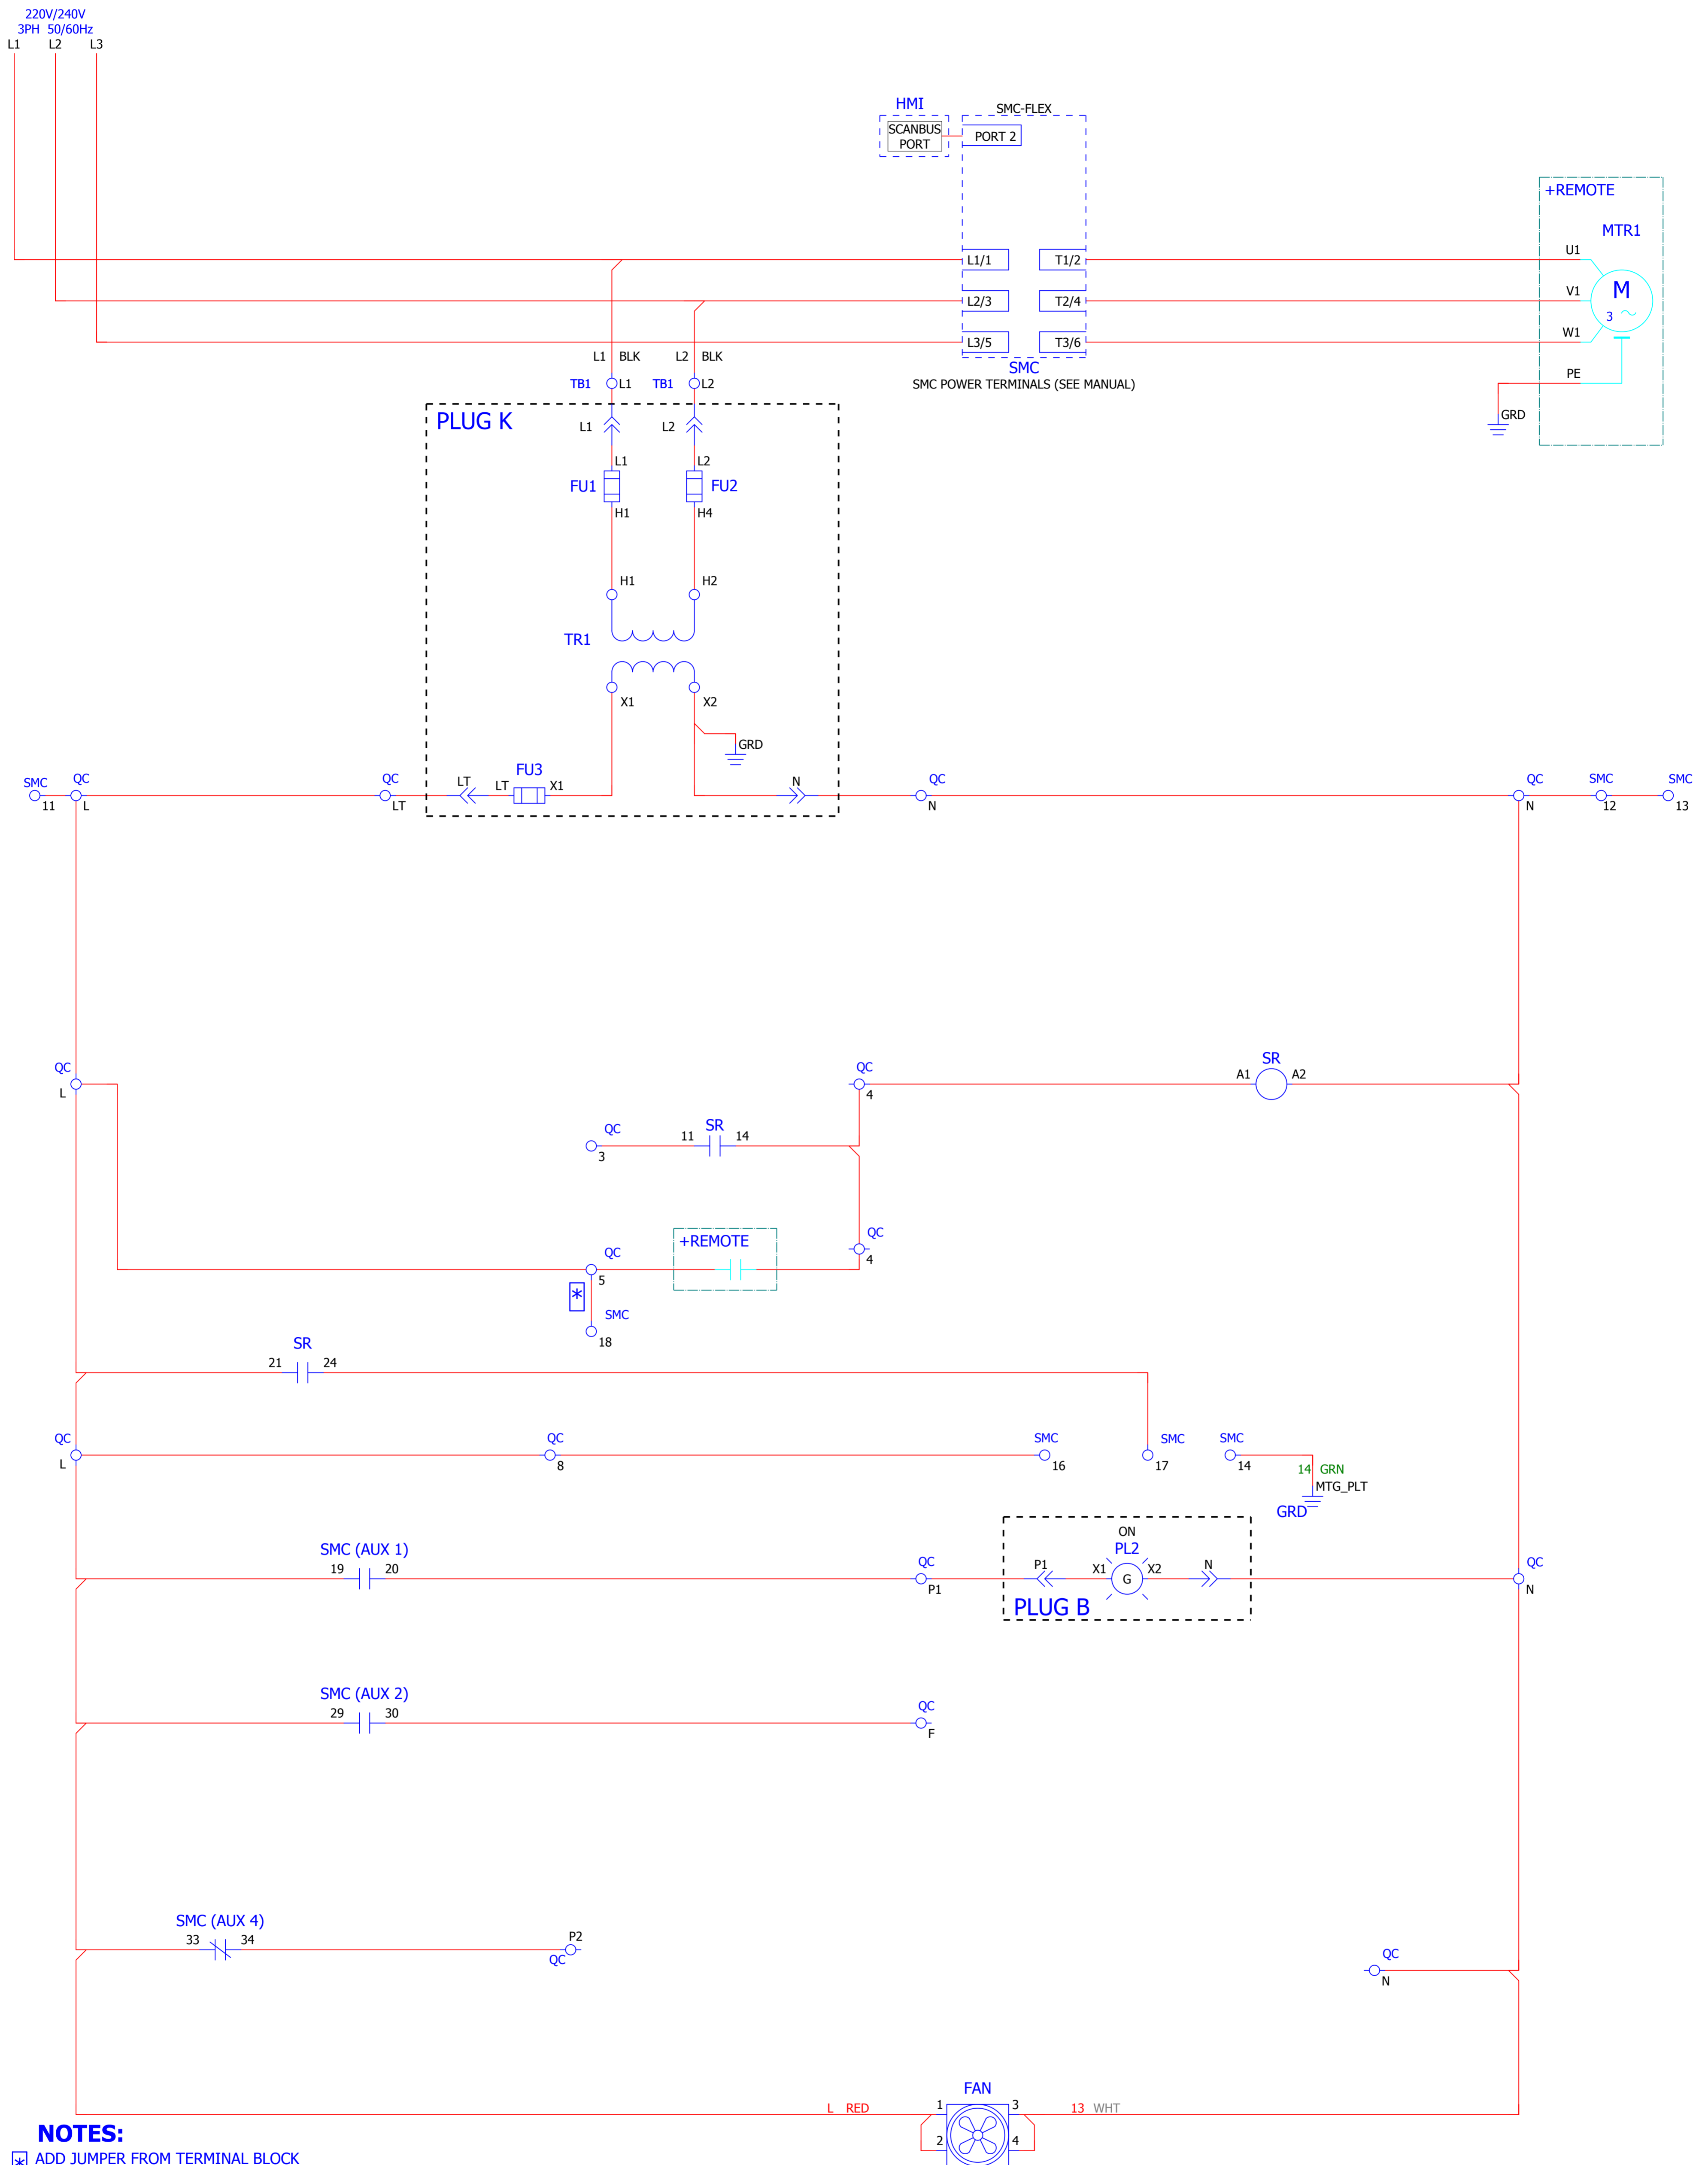 220V/240V
3PH 50/60Hz
L1 L2 L3
HMI
SMC-FLEX
SCANBUS
PORT
PORT 2
+REMOTE
MTR1
L1/1 T1/2 U1
L2/3 T2/4 V1
M
3
L3/5 T3/6 W1
L1 BLK L2 BLK
SMC
SMC POWER TERMINALS (SEE MANUAL)
PE
TB1 L1 TB1 L2
GRD
PLUG K
L1 L2
L1 L2
FU1 FU2
H1 H4
H1 H2
TR1
X1 X2
GRD
FU3
SMC QC QC LT LT X1 N QC QC SMC SMC
11 L LT N N 12 13
QC QC SR
L 4 A1 A2
QC 11 SR 14
3
QC
4
+REMOTE
QC
5
*
SMC
18
SR
21 24
QC QC SMC SMC SMC
L 8 16 17 14
14 GRN
MTG_PLT
GRD
ON
PL2
SMC (AUX 1)
19 20 QC P1 X1 G X2 N QC
P1 N
PLUG B
SMC (AUX 2)
29 30 QC
F
SMC (AUX 4)
33 34 P2
QC
QC
N
FAN
L RED 1 3 13 WHT
2 4
NOTES:
* ADD JUMPER FROM TERMINAL BLOCK